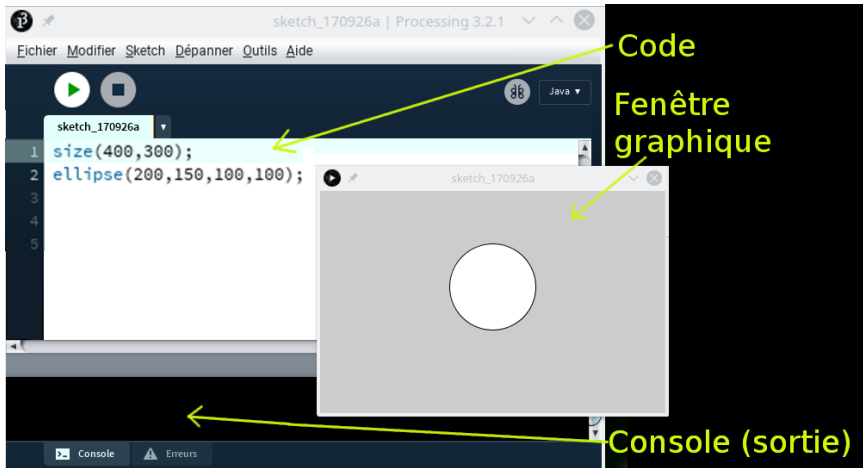 sketch_170926a | Processing 3.2.1
Fichier Modifier Sketch Dépanner Outils Aide
Code
Java ▾
Fenêtre
graphique
sketch_170926a ▾
1 size(400,300);
2 ellipse(200,150,100,100);
3
4
5
sketch_170926a
Console (sortie)
Console
Erreurs